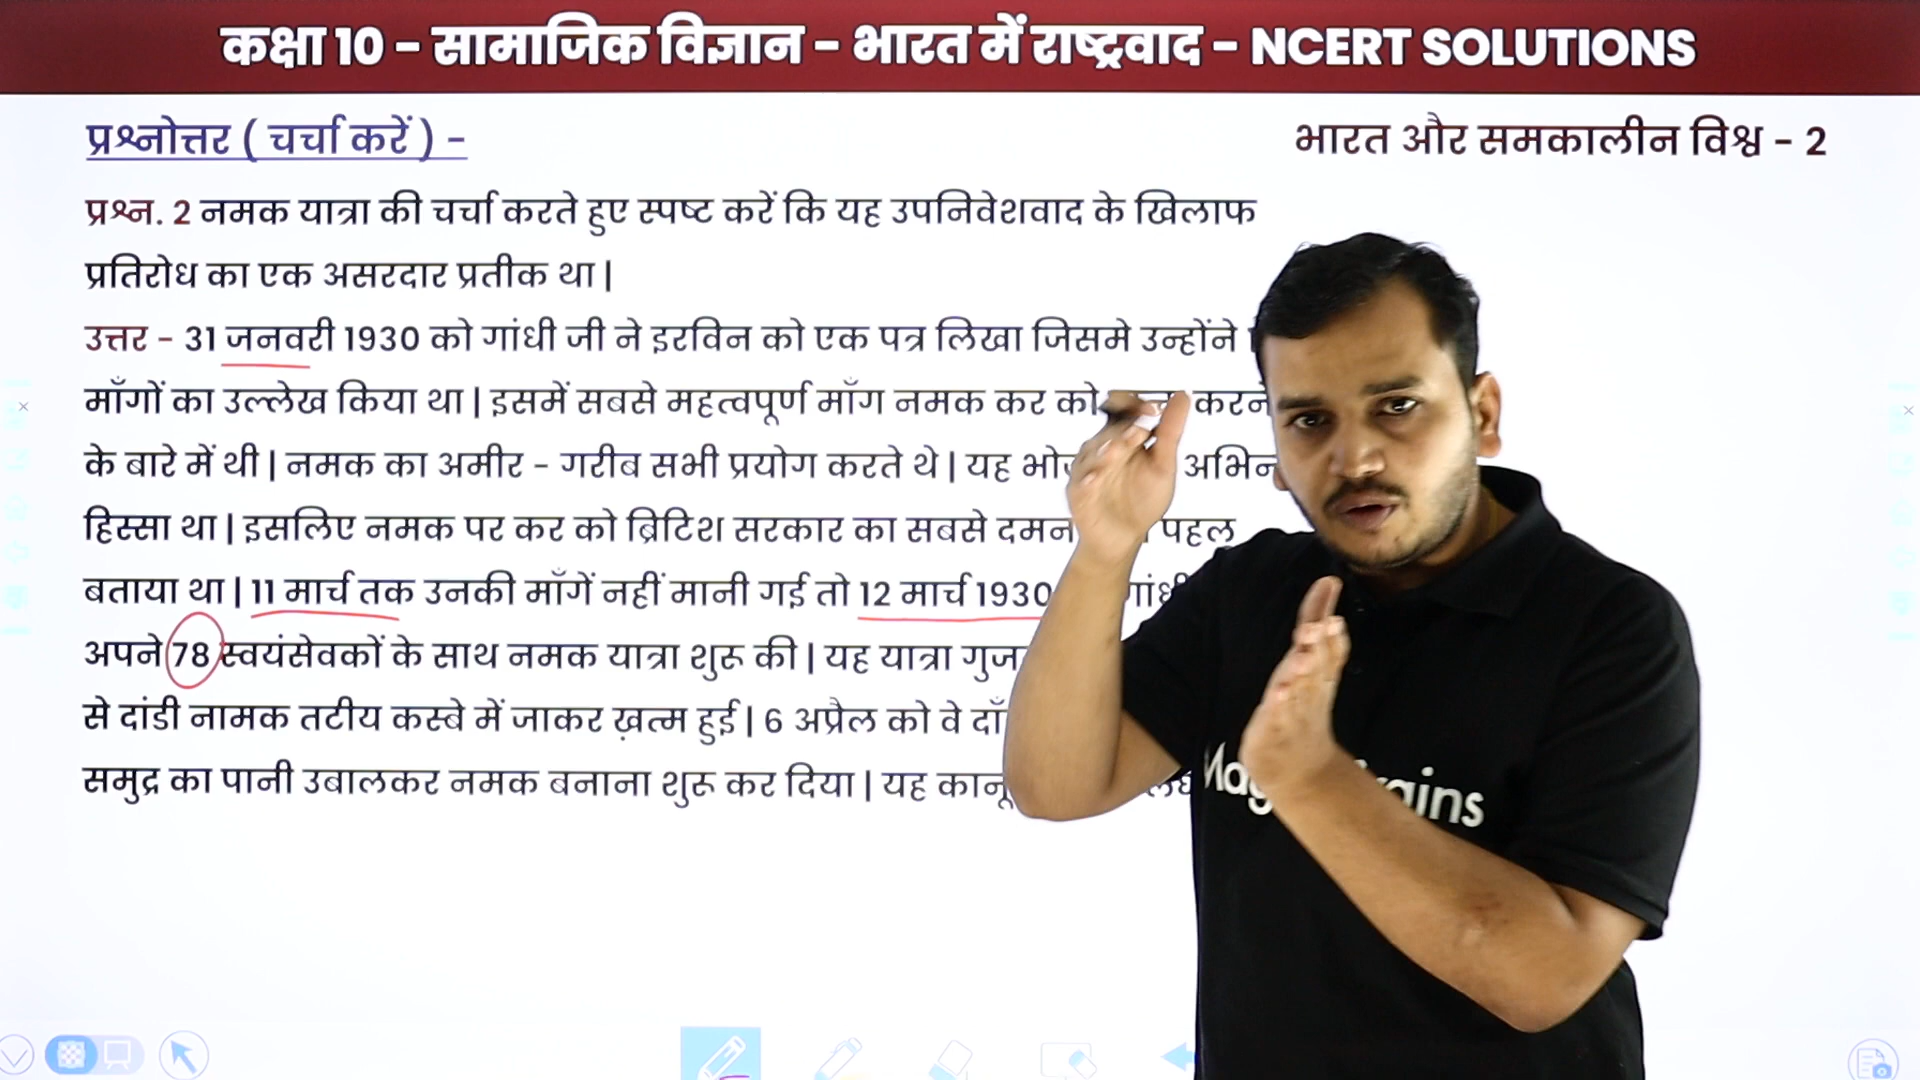 कक्षा 10 – सामाजिक विज्ञान – भारत में राष्ट्रवाद – NCERT SOLUTIONS
प्रश्नोत्तर ( चर्चा करें ) –
भारत और समकालीन विश्व – 2
प्रश्न. 2 नमक यात्रा की चर्चा करते हुए स्पष्ट करें कि यह उपनिवेशवाद के खिलाफ
प्रतिरोध का एक असरदार प्रतीक था |
उत्तर – 31 जनवरी 1930 को गांधी जी ने इरविन को एक पत्र लिखा जिसमे उन्होंने
माँगों का उल्लेख किया था | इसमें सबसे महत्वपूर्ण माँग नमक कर को करने
के बारे में थी | नमक का अमीर – गरीब सभी प्रयोग करते थे | यह
हिस्सा था | इसलिए नमक पर कर को ब्रिटिश सरकार का सबसे दमन पहलू
बताया था | 11 मार्च तक उनकी माँगें नहीं मानी गई तो 12 मार्च 1930
अपने 78 स्वयंसेवकों के साथ नमक यात्रा शुरू की | यह यात्रा
से दांडी नामक तटीय कस्बे में जाकर ख़त्म हुई | 6 अप्रैल को वे
समुद्र का पानी उबालकर नमक बनाना शुरू कर दिया | यह